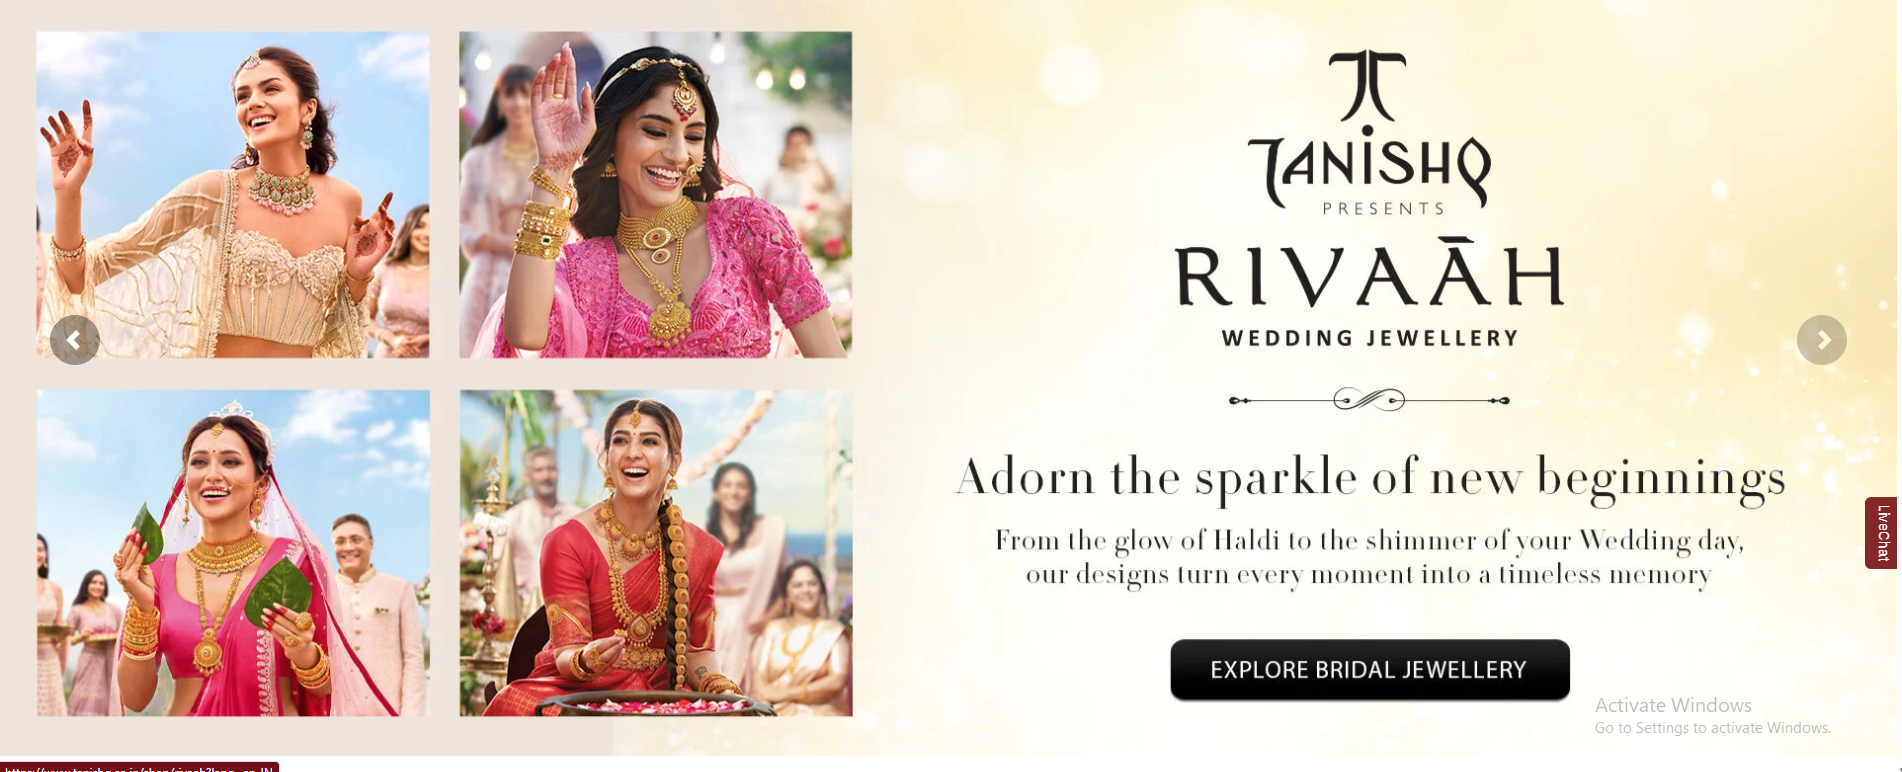 TANISHQ
PRESENTS
RIVAĀH
WEDDING JEWELLERY
Adorn the sparkle of new beginnings
From the glow of Haldi to the shimmer of your Wedding day,
our designs turn every moment into a timeless memory
EXPLORE BRIDAL JEWELLERY
LiveChat
Activate Windows
Go to Settings to activate Windows.